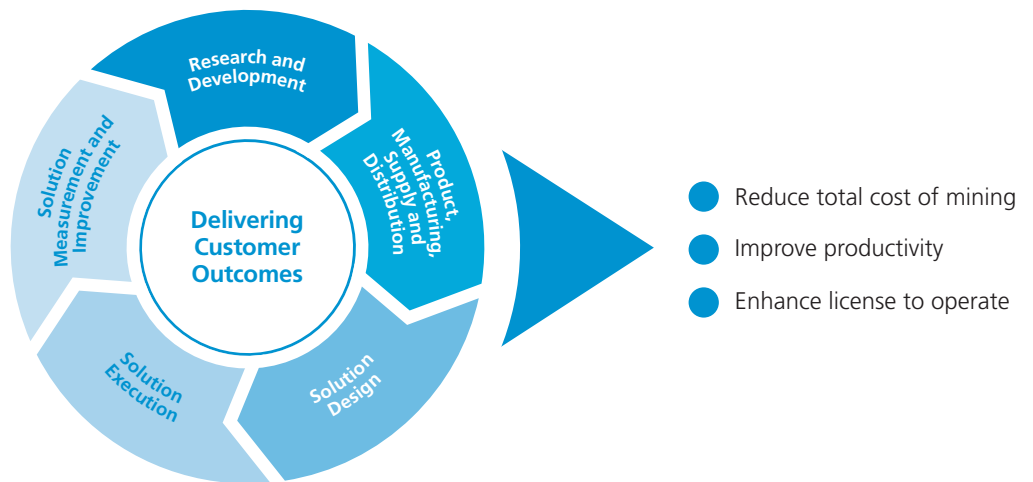 Research and
Development
Product,
Manufacturing,
Supply and
Distribution
Solution
Design
Solution
Execution
Solution
Measurement and
Improvement
Delivering
Customer
Outcomes
Reduce total cost of mining
Improve productivity
Enhance license to operate